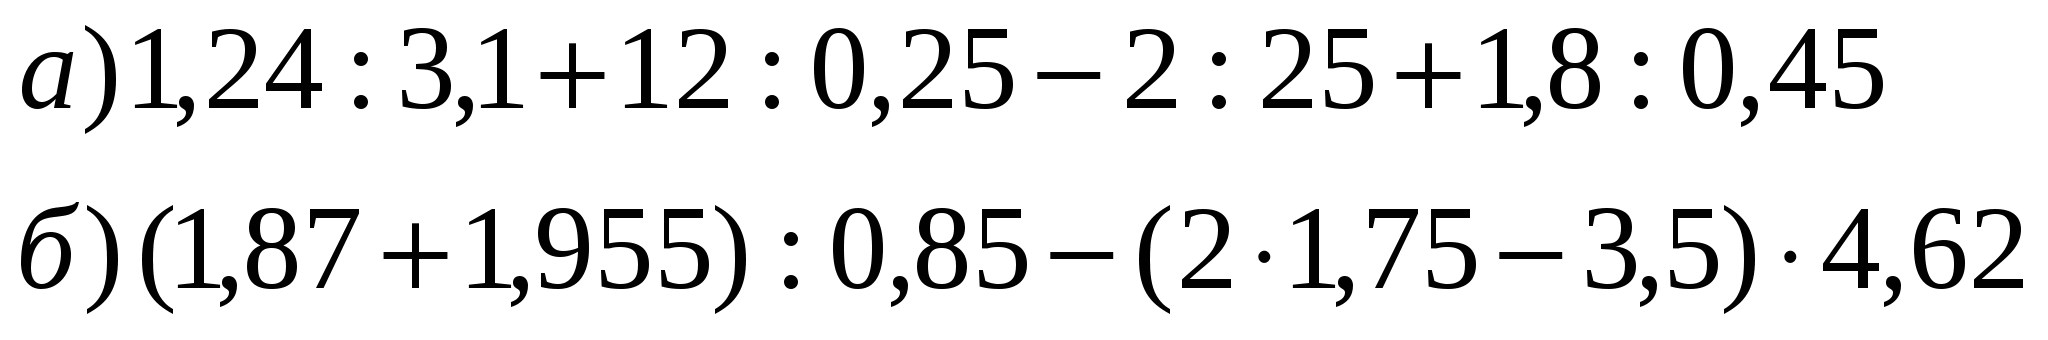 а)1,24 : 3,1+12 : 0,25−2 : 25+1,8 : 0,45
б) (1,87+1,955) : 0,85−(2·1,75−3,5)·4,62